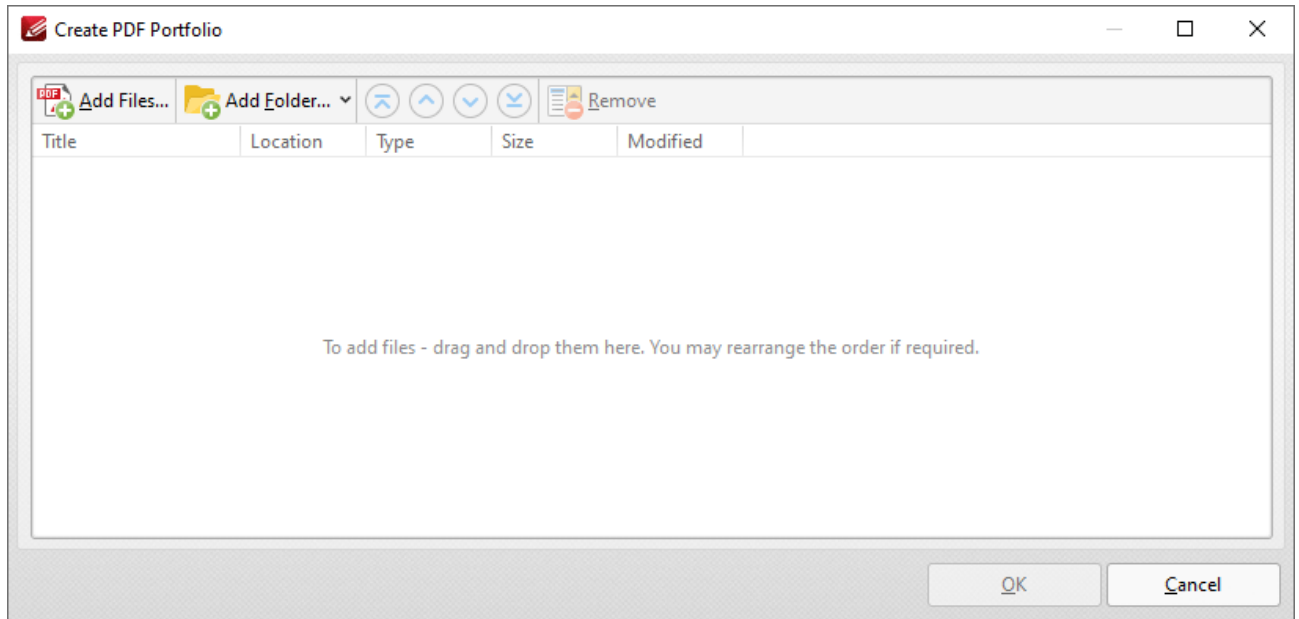 Create PDF Portfolio
PDF Add Files... Add Folder... Remove
Title Location Type Size Modified
To add files - drag and drop them here. You may rearrange the order if required.
OK Cancel